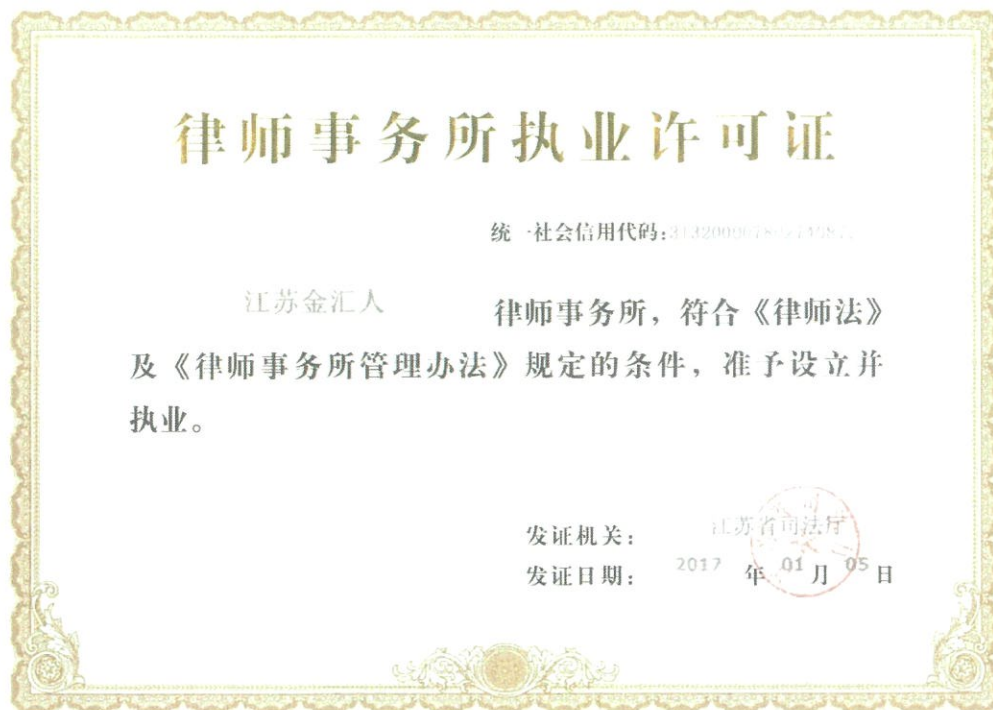 律师事务所执业许可证
统一社会信用代码:
江苏金汇人 律师事务所，符合《律师法》
及《律师事务所管理办法》规定的条件，准予设立并
执业。
发证机关： 江苏省司法厅
发证日期： 2017 年 01 月 05 日